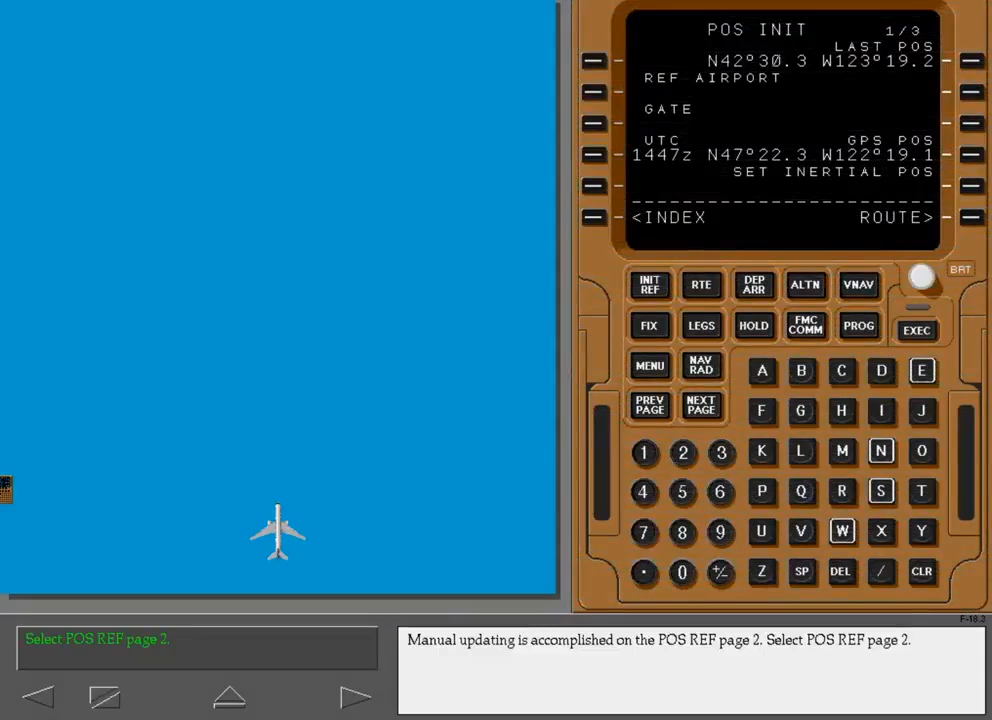 POS INIT 1/3
LAST POS
N42°30.3 W123°19.2
REF AIRPORT
GATE
UTC GPS POS
1447z N47°22.3 W122°19.1
SET INERTIAL POS
<INDEX ROUTE>
BRT
INIT REF RTE DEP ARR ALTN VNAV
FIX LEGS HOLD FMC COMM PROG EXEC
MENU NAV RAD
PREV PAGE NEXT PAGE
A B C D E
F G H I J
1 2 3 K L M N O
4 5 6 P Q R S T
7 8 9 U V W X Y
. 0 +/- Z SP DEL / CLR
F-18.2
Select POS REF page 2.
Manual updating is accomplished on the POS REF page 2. Select POS REF page 2.